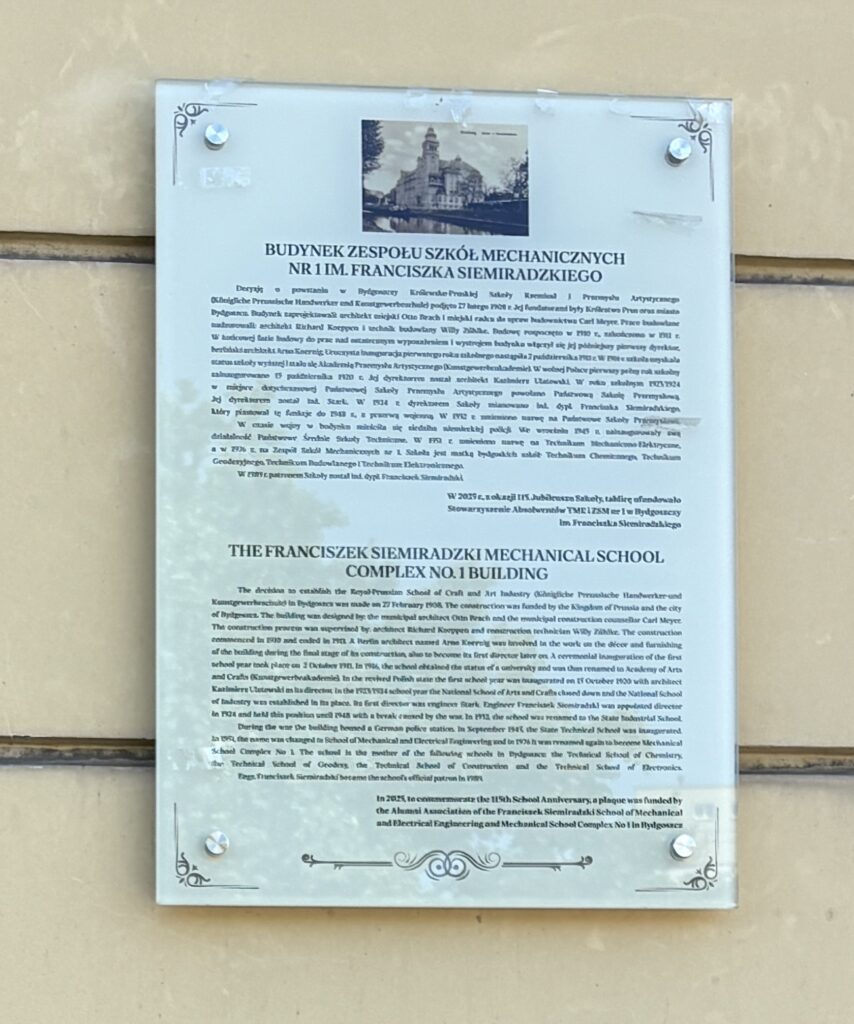 BUDYNEK ZESPOŁU SZKÓŁ MECHANICZNYCH
NR 1 IM. FRANCISZKA SIEMIRADZKIEGO
Decyzję o powstaniu w Bydgoszczy Królewsko-Pruskiej Szkoły Rzemiosł i Przemysłu Artystycznego
(Königliche Preussische Handwerker und Kunstgewerbeschule) podjęto 27 lutego 1908 r. Jej fundatorami były Królestwo Prus oraz miasto
Bydgoszcz. Budynek zaprojektowali: architekt miejski Otto Brach i miejski radca do spraw budownictwa Carl Meyer. Prace budowlane
nadzorowali: architekt Richard Koeppen i technik budowlany Willy Zühlke. Budowę rozpoczęto w 1910 r., zakończono w 1911 r.
W końcowej fazie budowy do prac nad ostatecznym wyposażeniem i wystrojem budynku włączył się jej późniejszy pierwszy dyrektor,
berliński architekt Arno Koernig. Uroczysta inauguracja pierwszego roku szkolnego nastąpiła 2 października 1911 r. W 1916 r. szkoła uzyskała
status szkoły wyższej i stała się Akademią Przemysłu Artystycznego (Kunstgewerbeakademie). W wolnej Polsce pierwszy pełny rok szkolny
zainaugurowano 15 października 1920 r. Jej dyrektorem został architekt Kazimierz Ulatowski. W roku szkolnym 1923/1924
w miejsce dotychczasowej Państwowej Szkoły Przemysłu Artystycznego powołano Państwową Szkołę Przemysłową.
Jej dyrektorem został inż. Stark. W 1924 r. dyrektorem Szkoły mianowano inż. dypl. Franciszka Siemiradzkiego,
który piastował tę funkcję do 1948 r., z przerwą wojenną. W 1932 r. zmieniono nazwę na Państwowe Szkoły Przemysłowe.
W czasie wojny w budynku mieściła się siedziba niemieckiej policji. We wrześniu 1945 r. zainaugurowały swą
działalność Państwowe Średnie Szkoły Techniczne. W 1951 r. zmieniono nazwę na Technikum Mechaniczno-Elektryczne,
a w 1976 r. na Zespół Szkół Mechanicznych nr 1. Szkoła jest matką bydgoskich szkół: Technikum Chemicznego, Technikum
Geodezyjnego, Technikum Budowlanego i Technikum Elektronicznego.
W 1989 r. patronem Szkoły został inż. dypl. Franciszek Siemiradzki.
W 2025 r., z okazji 115. Jubileuszu Szkoły, tablicę ufundowało
Stowarzyszenie Absolwentów TME i ZSM nr 1 w Bydgoszczy
im. Franciszka Siemiradzkiego
THE FRANCISZEK SIEMIRADZKI MECHANICAL SCHOOL
COMPLEX NO. 1 BUILDING
The decision to establish the Royal-Prussian School of Craft and Art Industry (Königliche Preussische Handwerker-und
Kunstgewerbeschule) in Bydgoszcz was made on 27 February 1908. The construction was funded by the Kingdom of Prussia and the city
of Bydgoszcz. The building was designed by: the municipal architect Otto Brach and the municipal construction counsellar Carl Meyer.
The construction process was supervised by: architect Richard Koeppen and construction technician Willy Zühlke. The construction
commenced in 1910 and ended in 1911. A Berlin architect named Arno Koernig was involved in the work on the décor and furnishing
of the building during the final stage of its construction, also to become its first director later on. A ceremonial inauguration of the first
school year took place on 2 October 1911. In 1916, the school obtained the status of a university and was thus renamed to Academy of Arts
and Crafts (Kunstgewerbeakademie). In the revived Polish state the first school year was inaugurated on 15 October 1920 with architect
Kazimierz Ulatowski as its director. In the 1923/1924 school year the National School of Arts and Crafts closed down and the National School
of Industry was established in its place. Its first director was engineer Stark. Engineer Franciszek Siemiradzki was appointed director
in 1924 and held this position until 1948 with a break caused by the war. In 1932, the school was renamed to the State Industrial School.
During the war the building housed a German police station. In September 1945, the State Technical School was inaugurated.
In 1951, the name was changed to School of Mechanical and Electrical Engineering and in 1976 it was renamed again to become Mechanical
School Complex No 1. The school is the mother of the following schools in Bydgoszcz: the Technical School of Chemistry,
the Technical School of Geodesy, the Technical School of Construction and the Technical School of Electronics.
Engr. Franciszek Siemiradzki became the school's official patron in 1989.
In 2025, to commemorate the 115th School Anniversary, a plaque was funded by
the Alumni Association of the Franciszek Siemiradzki School of Mechanical
and Electrical Engineering and Mechanical School Complex No 1 in Bydgoszcz